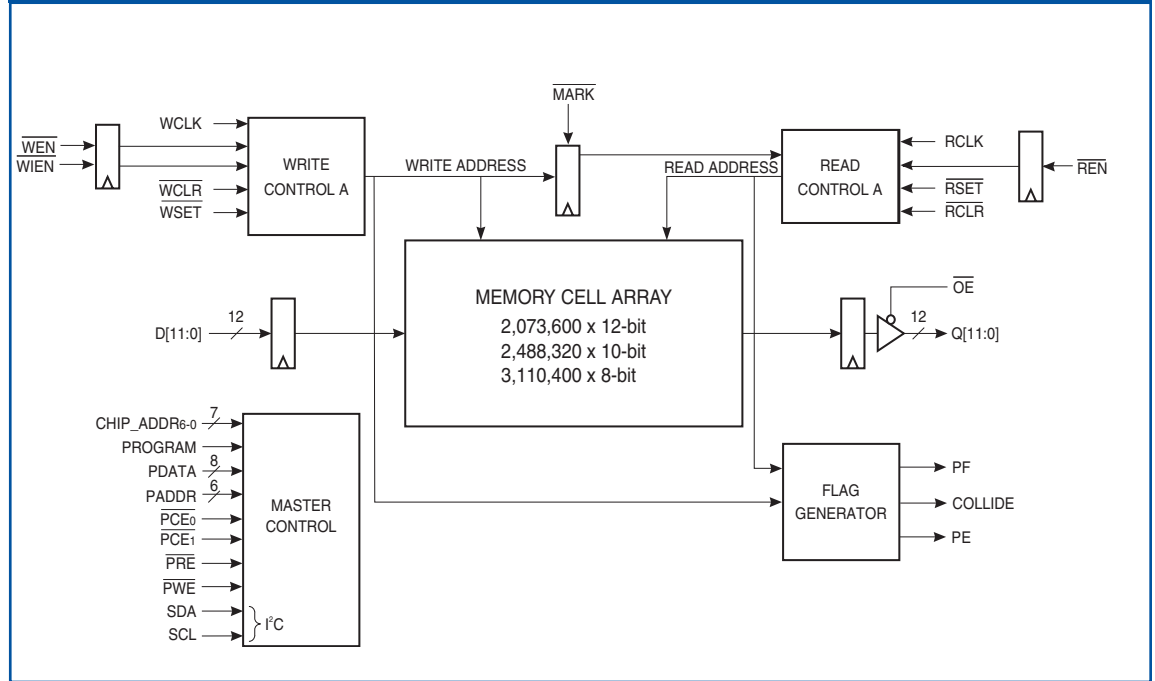 MARK
WCLK
WEN
WIEN
WCLR
WSET
WRITE
CONTROL A
WRITE ADDRESS
READ ADDRESS
READ
CONTROL A
RCLK
REN
RSET
RCLR
MEMORY CELL ARRAY
2,073,600 x 12-bit
2,488,320 x 10-bit
3,110,400 x 8-bit
D[11:0]
12
OE
12
Q[11:0]
CHIP_ADDR6-0
7
PROGRAM
PDATA
8
PADDR
6
PCE0
PCE1
PRE
PWE
SDA
SCL
I²C
MASTER
CONTROL
FLAG
GENERATOR
PF
COLLIDE
PE